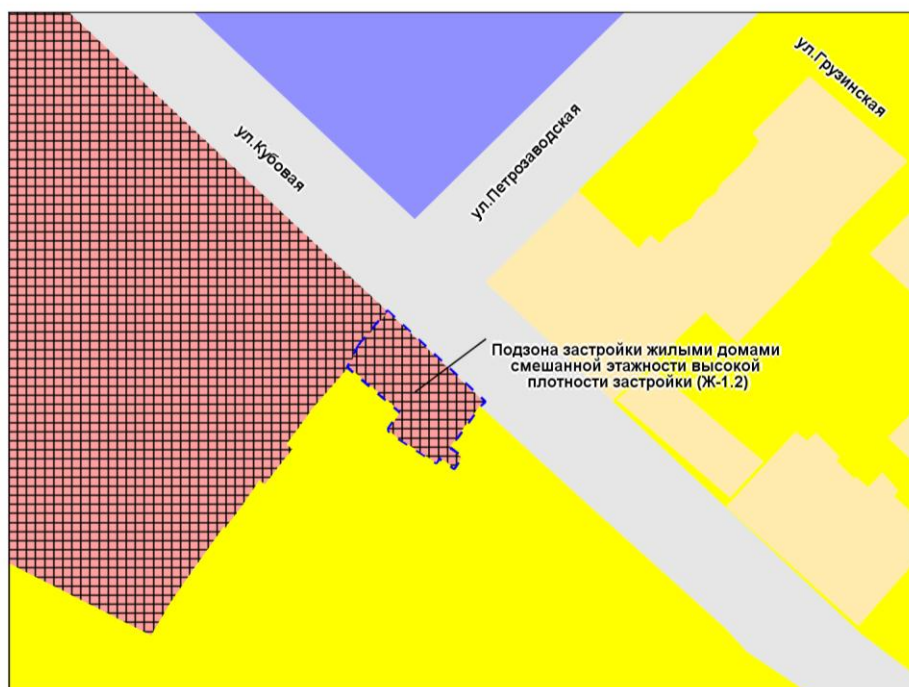 ул.Грузинская
ул.Петрозаводская
ул.Кубовая
Подзона застройки жилыми домами
смешанной этажности высокой
плотности застройки (Ж-1.2)